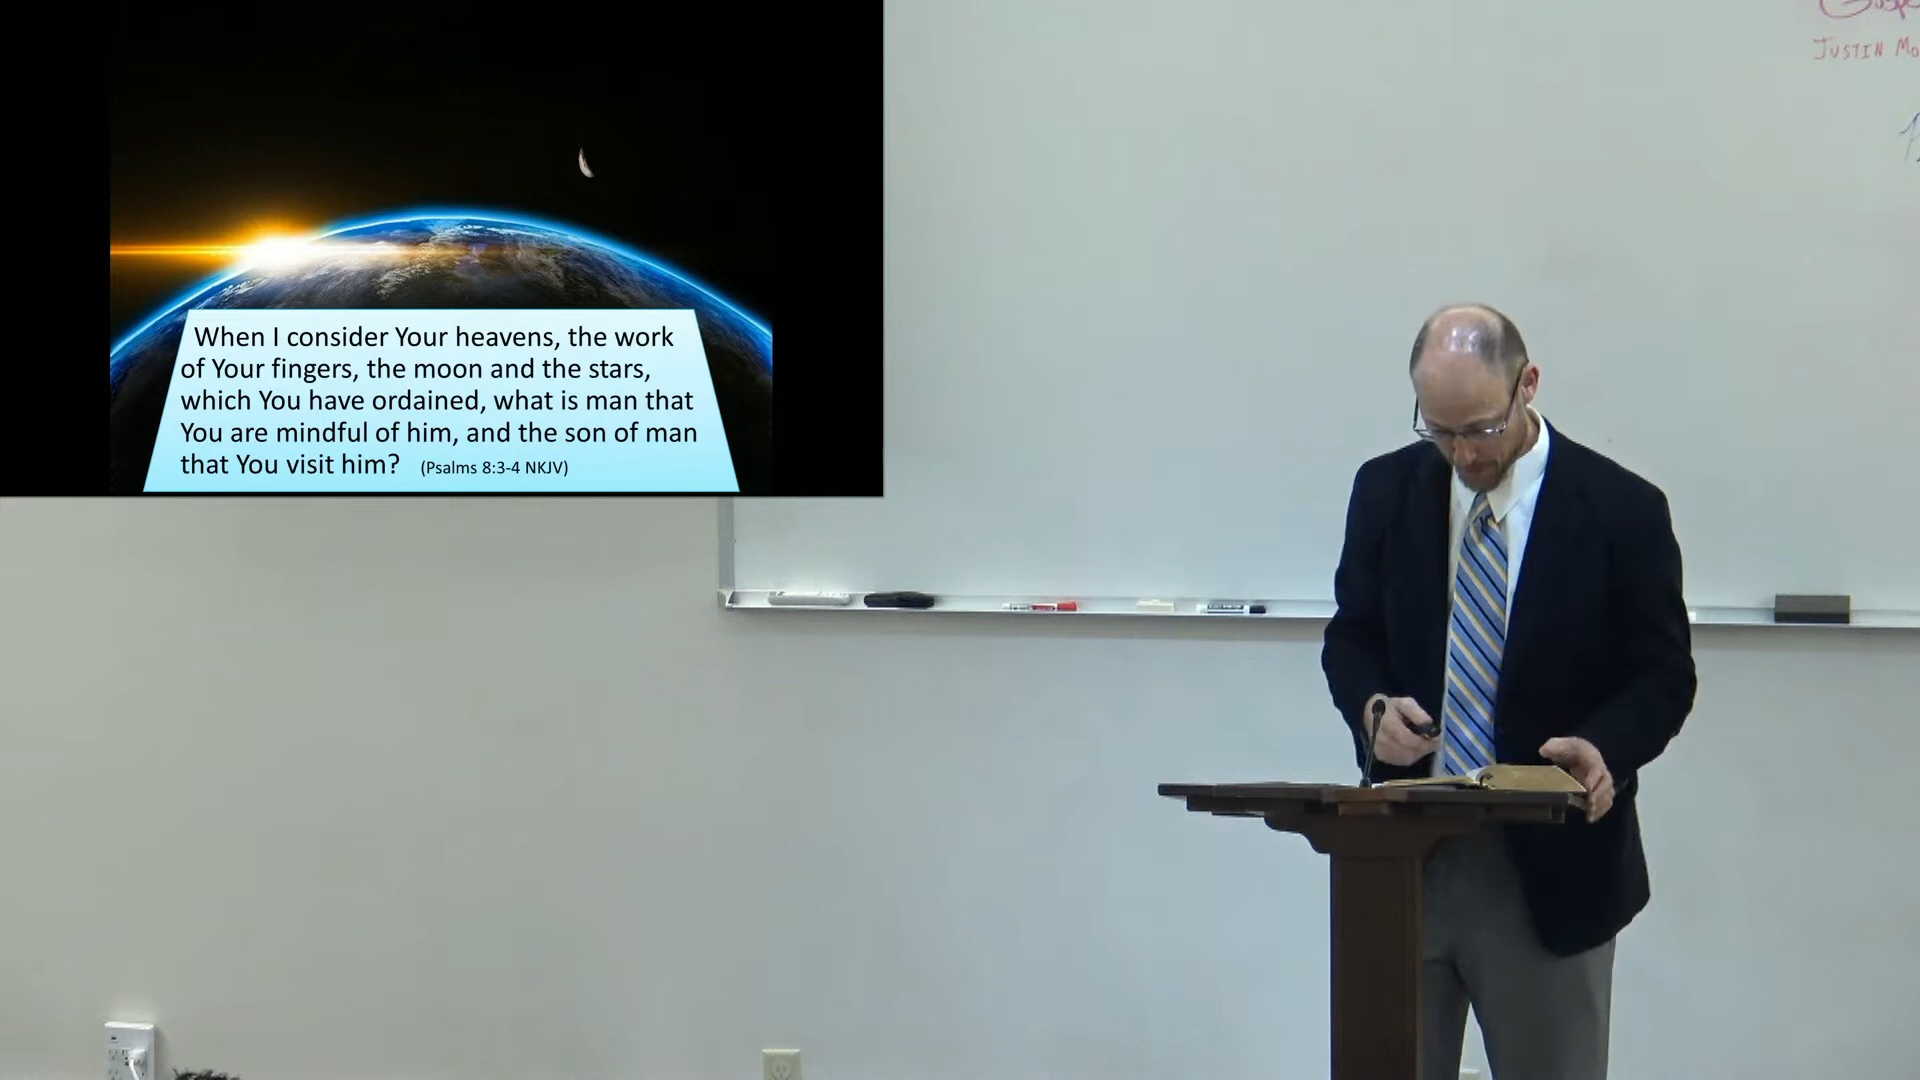 When I consider Your heavens, the work
of Your fingers, the moon and the stars,
which You have ordained, what is man that
You are mindful of him, and the son of man
that You visit him? (Psalms 8:3-4 NKJV)
JUSTIN